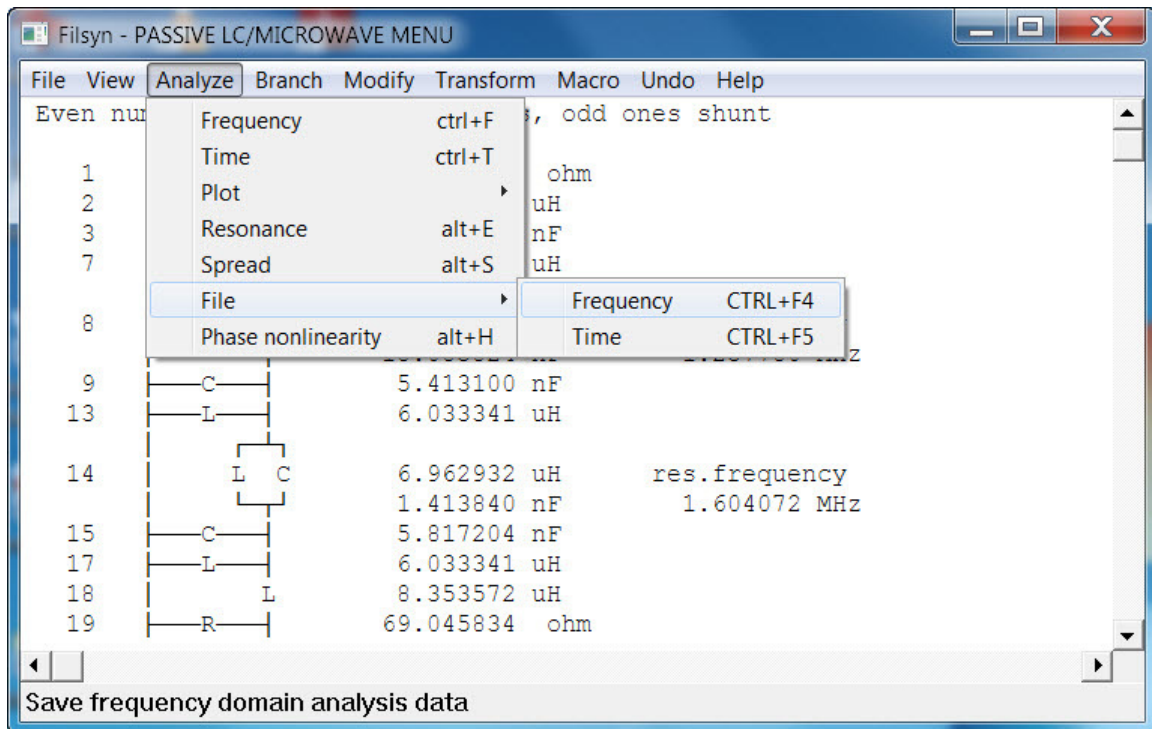 Filsyn - PASSIVE LC/MICROWAVE MENU
File View Analyze Branch Modify Transform Macro Undo Help
Even , odd ones shunt
Frequency ctrl+F
Time ctrl+T
Plot
Resonance alt+E
Spread alt+S
File
Phase nonlinearity alt+H
Frequency CTRL+F4
Time CTRL+F5
1 ohm
2 uH
3 nF
7 uH
8
9 C 5.413100 nF
13 L 6.033341 uH
14 L C 6.962932 uH res.frequency
1.413840 nF 1.604072 MHz
15 C 5.817204 nF
17 L 6.033341 uH
18 L 8.353572 uH
19 R 69.045834 ohm
Save frequency domain analysis data